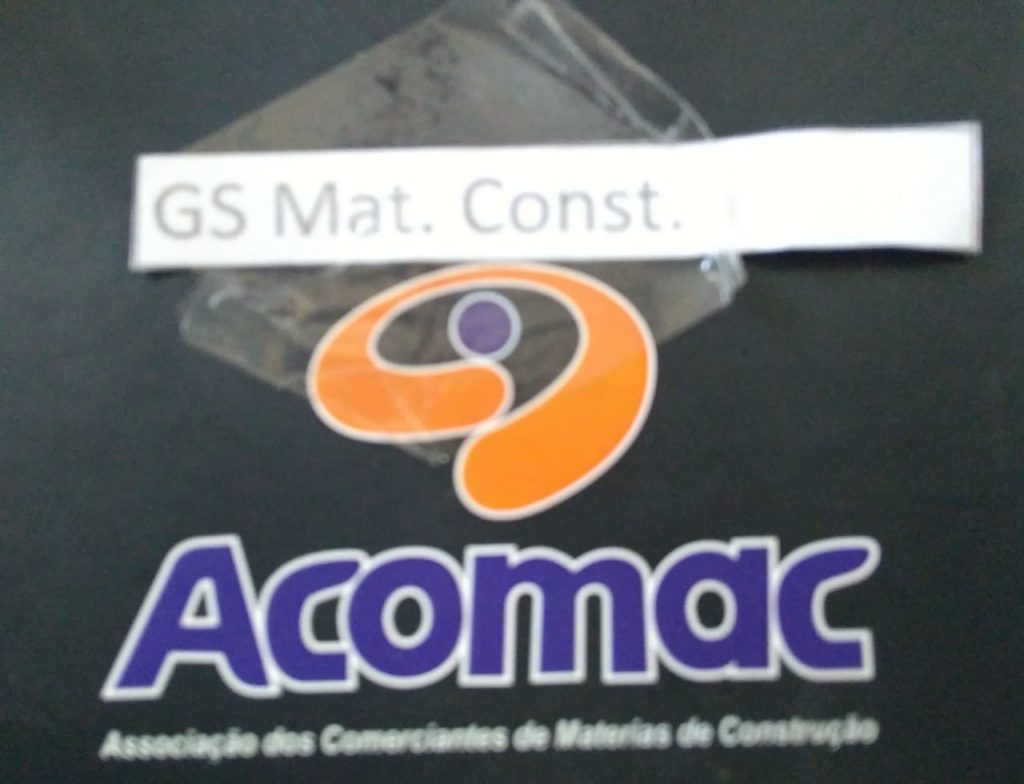 GS Mat. Const.
Acomac
Associação dos Comerciantes de Materias de Construção